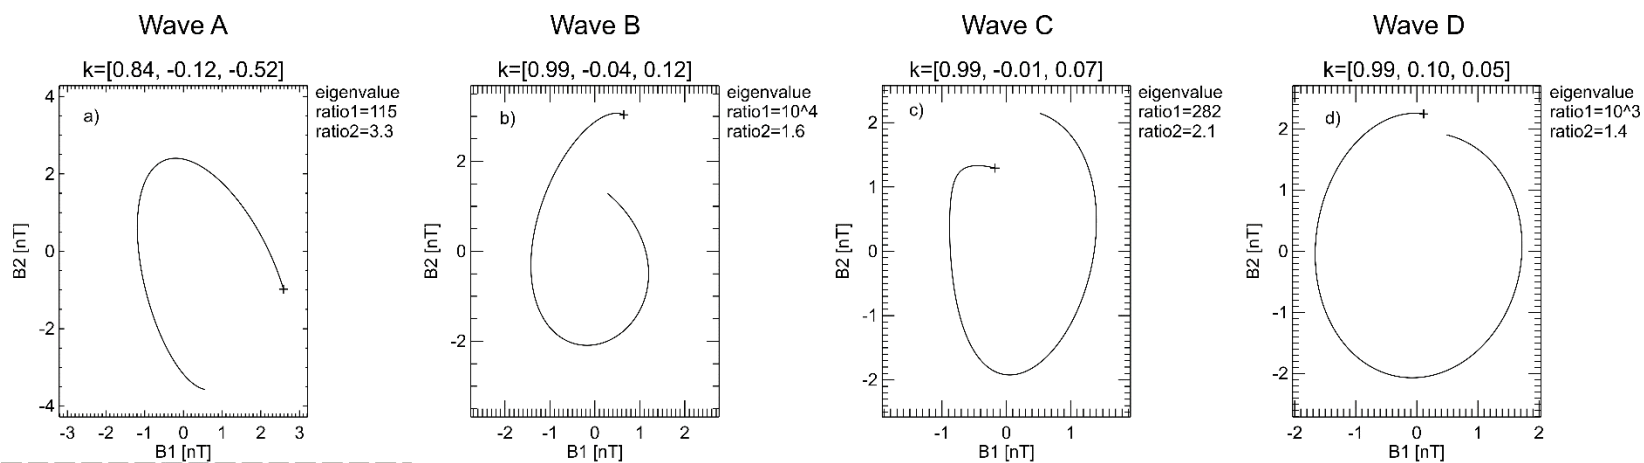 Wave A
k=[0.84, -0.12, -0.52]
eigenvalue
ratio1=115
ratio2=3.3
a)
4
2
0
-2
-4
B2 [nT]
-3 -2 -1 0 1 2 3
B1 [nT]
Wave B
k=[0.99, -0.04, 0.12]
eigenvalue
ratio1=10^4
ratio2=1.6
b)
2
0
-2
B2 [nT]
-2 -1 0 1 2
B1 [nT]
Wave C
k=[0.99, -0.01, 0.07]
eigenvalue
ratio1=282
ratio2=2.1
c)
2
1
0
-1
-2
B2 [nT]
-1 0 1
B1 [nT]
Wave D
k=[0.99, 0.10, 0.05]
eigenvalue
ratio1=10^3
ratio2=1.4
d)
2
1
0
-1
-2
B2 [nT]
-2 -1 0 1 2
B1 [nT]